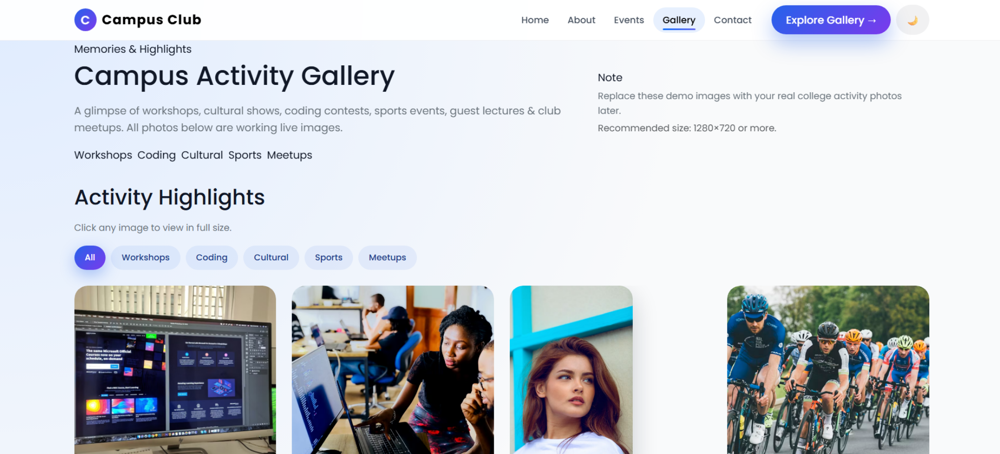 C Campus Club
Home About Events Gallery Contact Explore Gallery →
Memories & Highlights
Campus Activity Gallery
A glimpse of workshops, cultural shows, coding contests, sports events, guest lectures & club
meetups. All photos below are working live images.
Workshops Coding Cultural Sports Meetups
Note
Replace these demo images with your real college activity photos
later.
Recommended size: 1280×720 or more.
Activity Highlights
Click any image to view in full size.
All Workshops Coding Cultural Sports Meetups
The same Microsoft Official
Courses now on your
schedule, on-demand